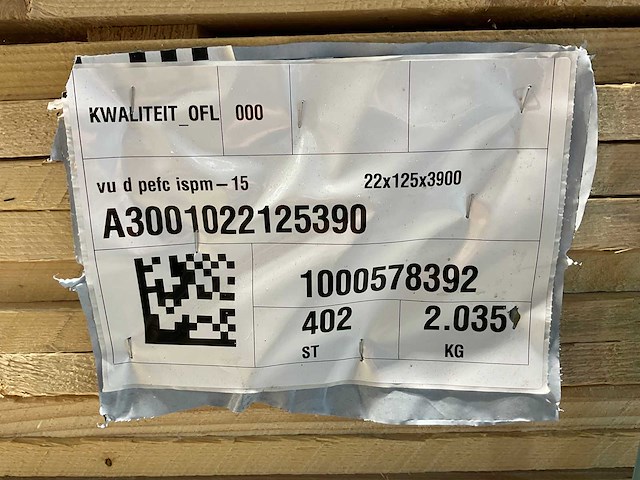 KWALITEIT_OFL 000
vu d pefc ispm-15 22x125x3900
A3001022125390
1000578392
402 2.035
ST KG